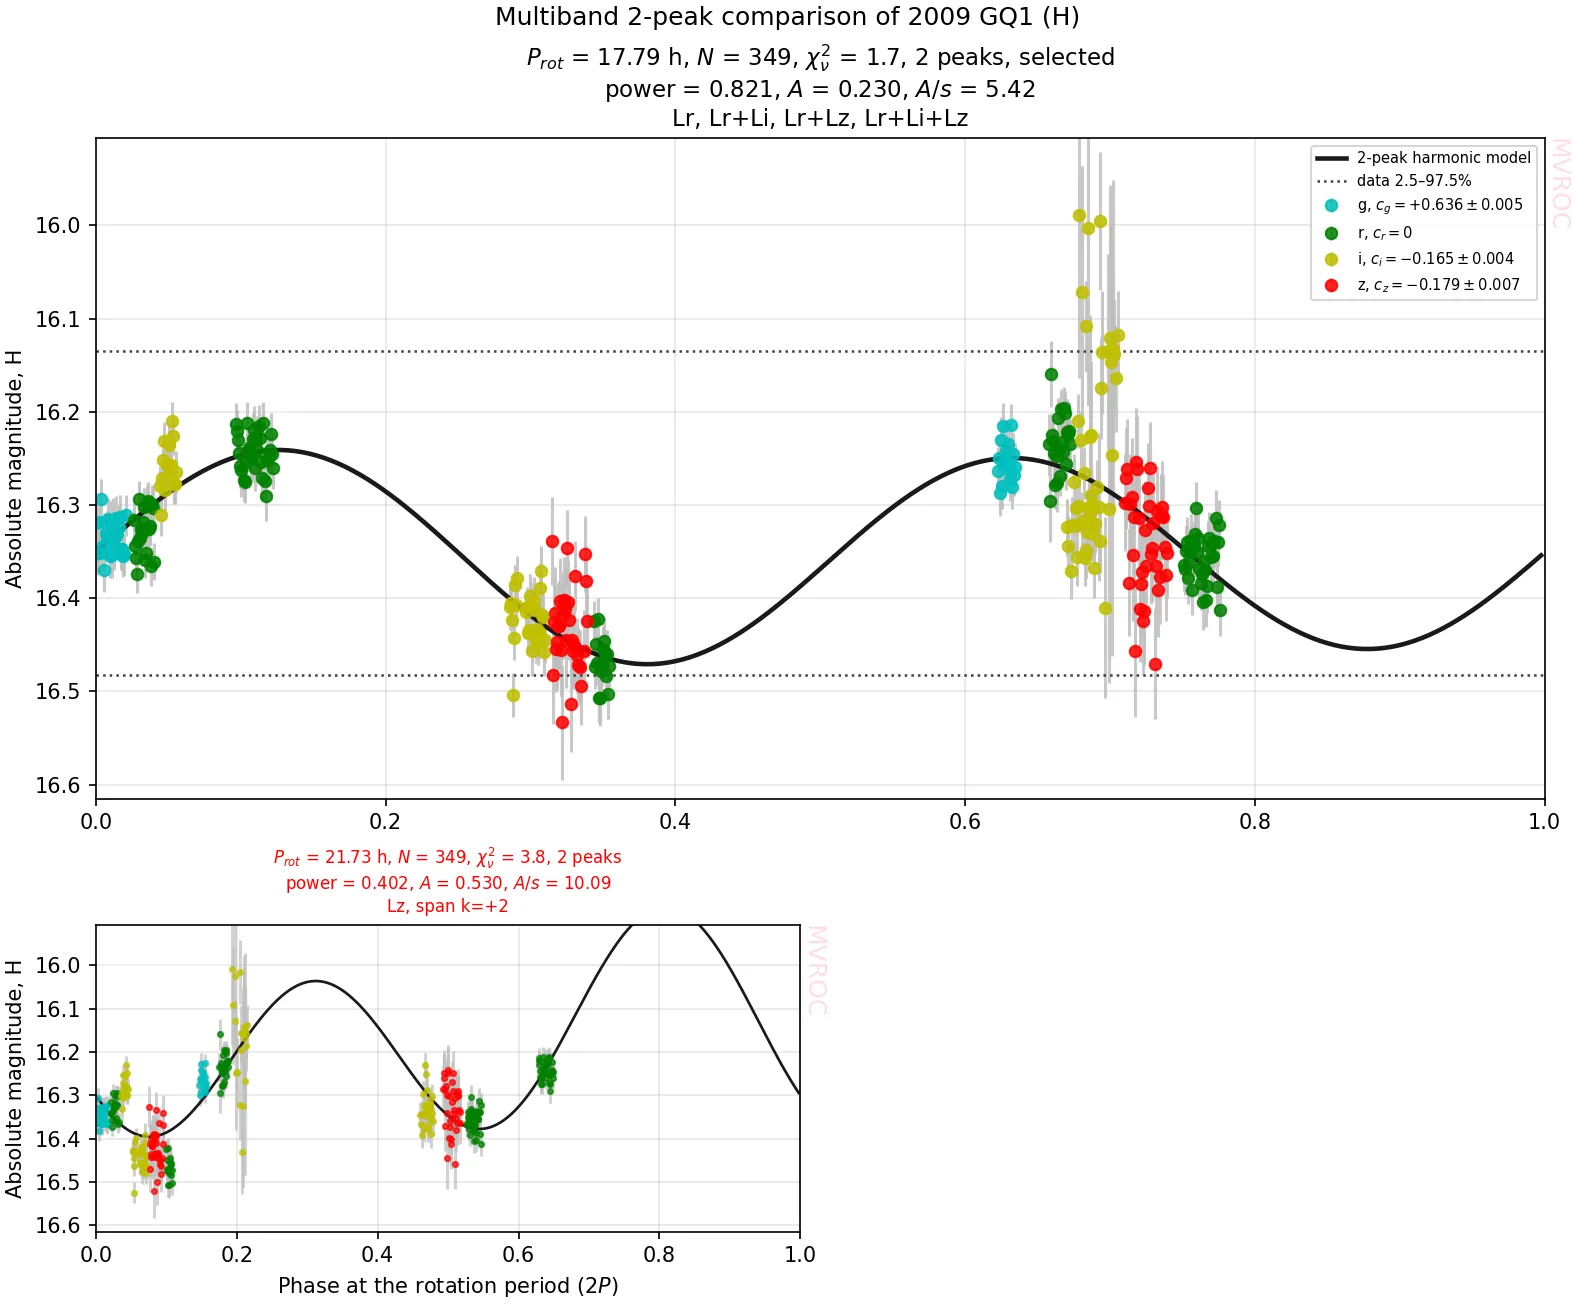 Multiband 2-peak comparison of 2009 GQ1 (H)
P_rot = 17.79 h, N = 349, χ²_ν = 1.7, 2 peaks, selected
power = 0.821, A = 0.230, A/s = 5.42
Lr, Lr+Li, Lr+Lz, Lr+Li+Lz
2-peak harmonic model
data 2.5–97.5%
g, c_g = +0.636 ± 0.005
r, c_r = 0
i, c_i = −0.165 ± 0.004
z, c_z = −0.179 ± 0.007
MVROC
Absolute magnitude, H
16.0
16.1
16.2
16.3
16.4
16.5
16.6
0.0 0.2 0.4 0.6 0.8 1.0
P_rot = 21.73 h, N = 349, χ²_ν = 3.8, 2 peaks
power = 0.402, A = 0.530, A/s = 10.09
Lz, span k=+2
MVROC
Absolute magnitude, H
16.0
16.1
16.2
16.3
16.4
16.5
16.6
0.0 0.2 0.4 0.6 0.8 1.0
Phase at the rotation period (2P)